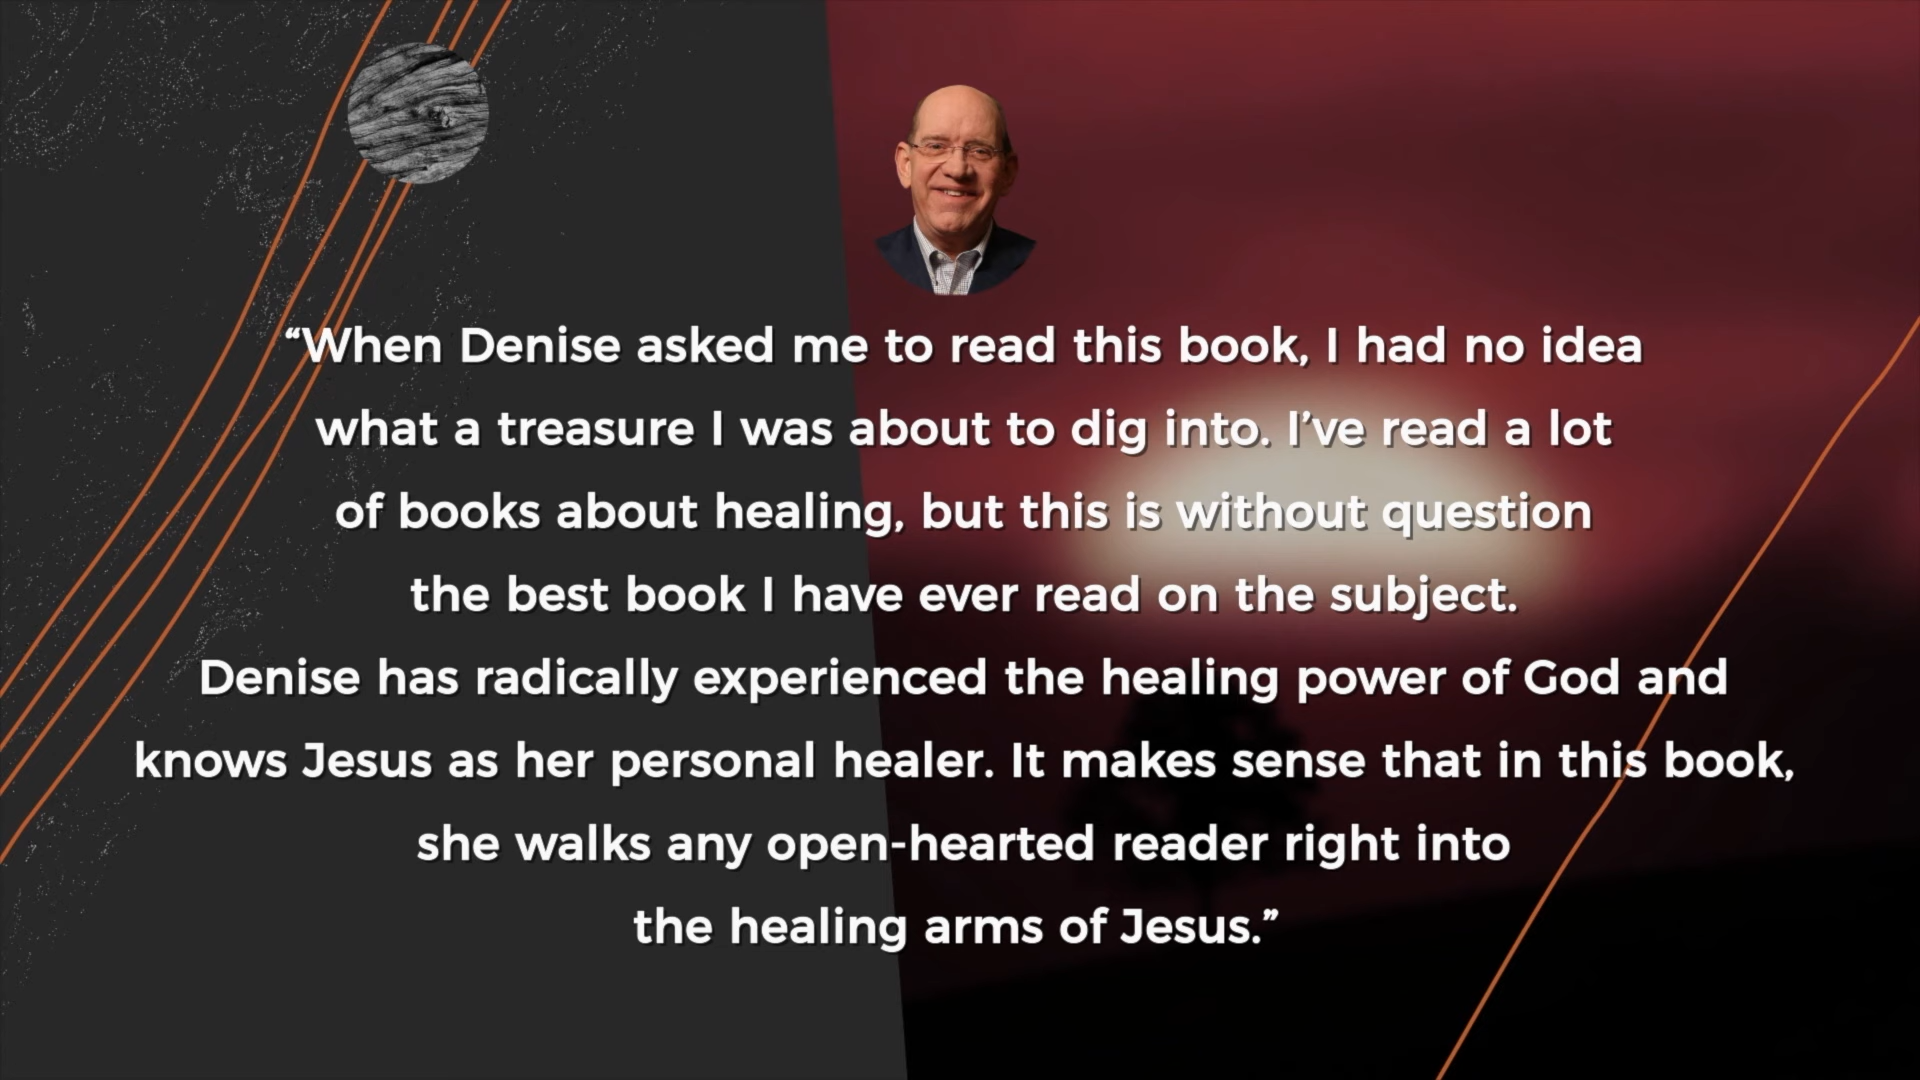 “When Denise asked me to read this book, I had no idea
what a treasure I was about to dig into. I’ve read a lot
of books about healing, but this is without question
the best book I have ever read on the subject.
Denise has radically experienced the healing power of God and
knows Jesus as her personal healer. It makes sense that in this book,
she walks any open-hearted reader right into
the healing arms of Jesus.”